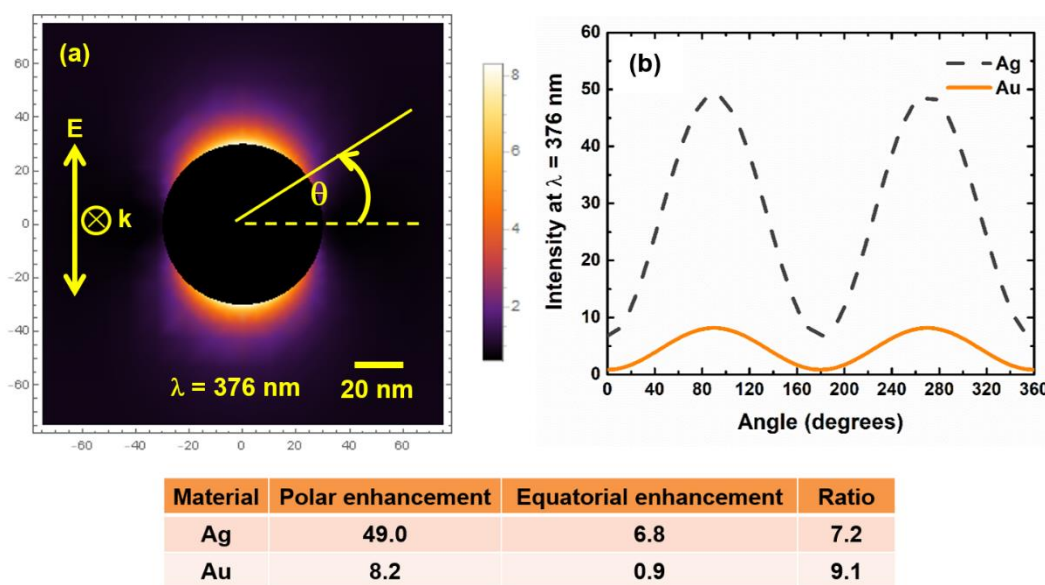 (a)
E
k
θ
λ = 376 nm
20 nm
60
40
20
0
−20
−40
−60
−60
−40
−20
0
20
40
60
8
6
4
2
(b)
Ag
Au
Intensity at λ = 376 nm
60
50
40
30
20
10
0
0
40
80
120
160
200
240
280
320
360
Angle (degrees)
Material Polar enhancement Equatorial enhancement Ratio
Ag 49.0 6.8 7.2
Au 8.2 0.9 9.1